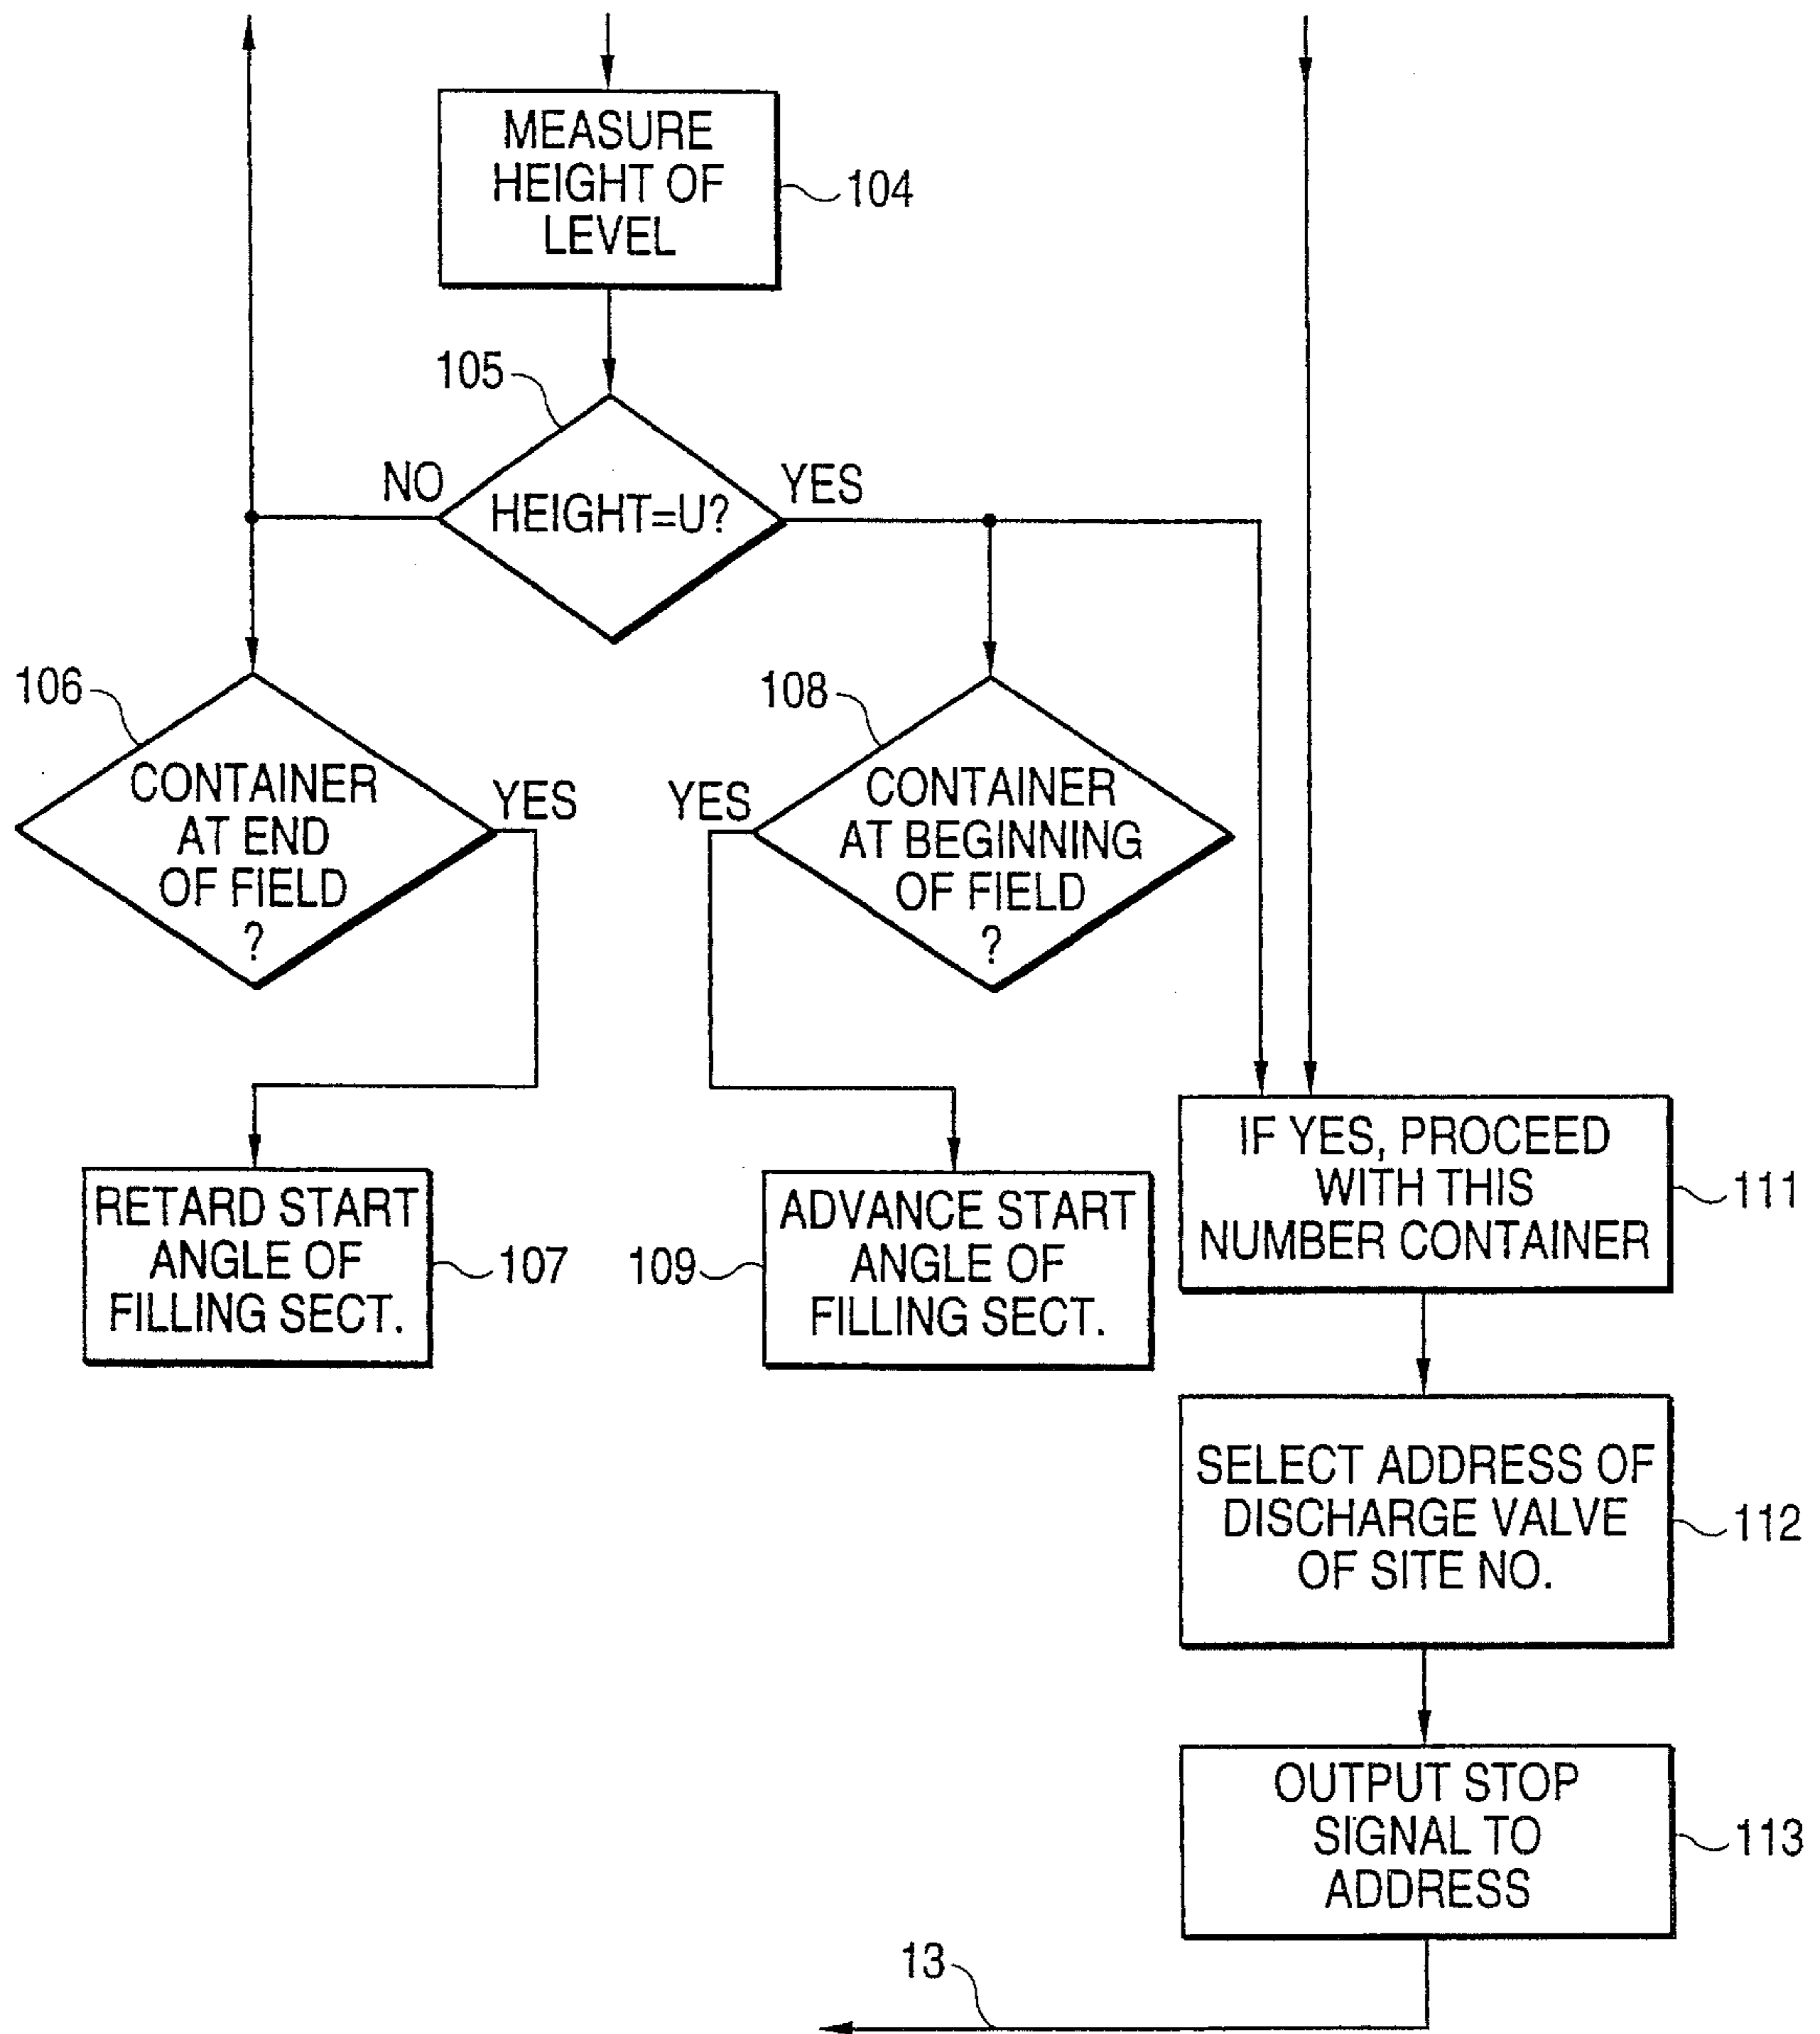 MEASURE
HEIGHT OF
LEVEL
104
105
NO
HEIGHT=U?
YES
106
CONTAINER
AT END
OF FIELD
?
YES
108
YES
CONTAINER
AT BEGINNING
OF FIELD
?
RETARD START
ANGLE OF
FILLING SECT.
107
109
ADVANCE START
ANGLE OF
FILLING SECT.
IF YES, PROCEED
WITH THIS
NUMBER CONTAINER
111
SELECT ADDRESS OF
DISCHARGE VALVE
OF SITE NO.
112
OUTPUT STOP
SIGNAL TO
ADDRESS
113
13